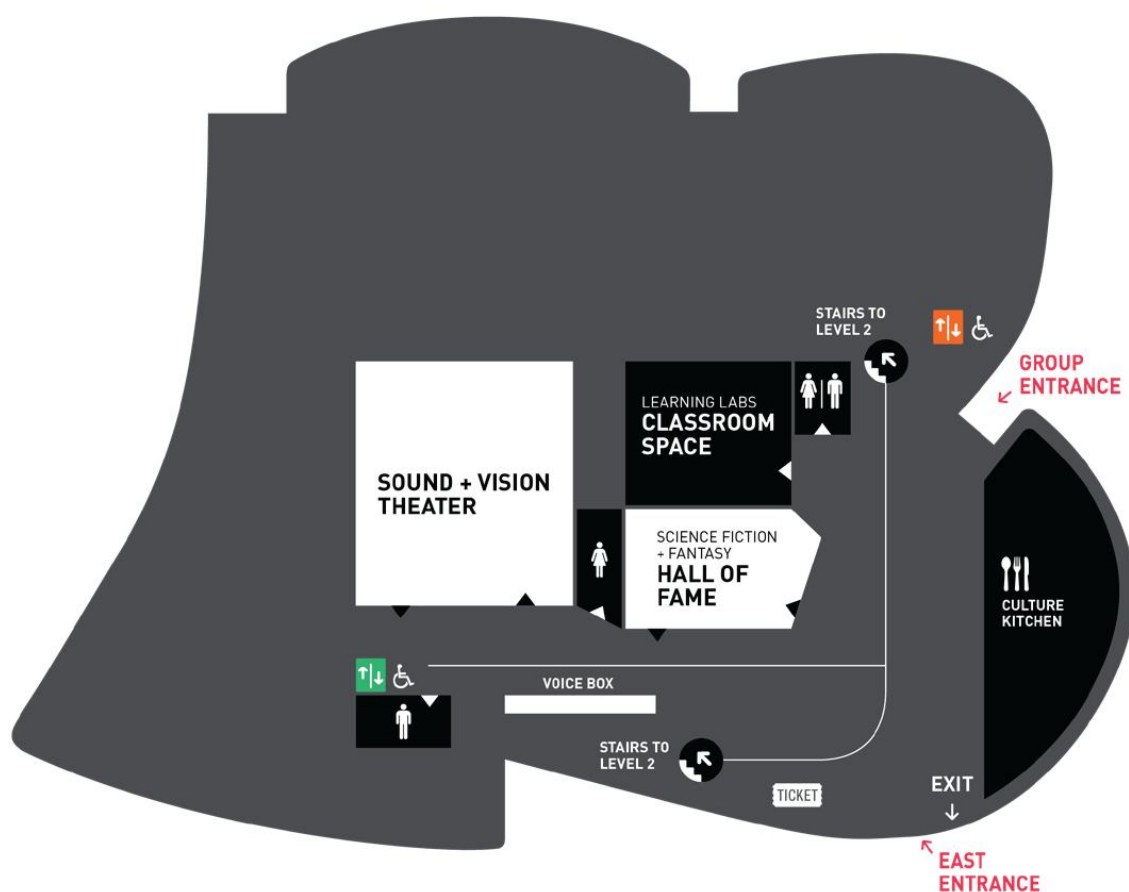 STAIRS TO
LEVEL 2
GROUP
ENTRANCE
LEARNING LABS
CLASSROOM
SPACE
SOUND + VISION
THEATER
SCIENCE FICTION
+ FANTASY
HALL OF
FAME
CULTURE
KITCHEN
VOICE BOX
STAIRS TO
LEVEL 2
TICKET
EXIT
EAST
ENTRANCE